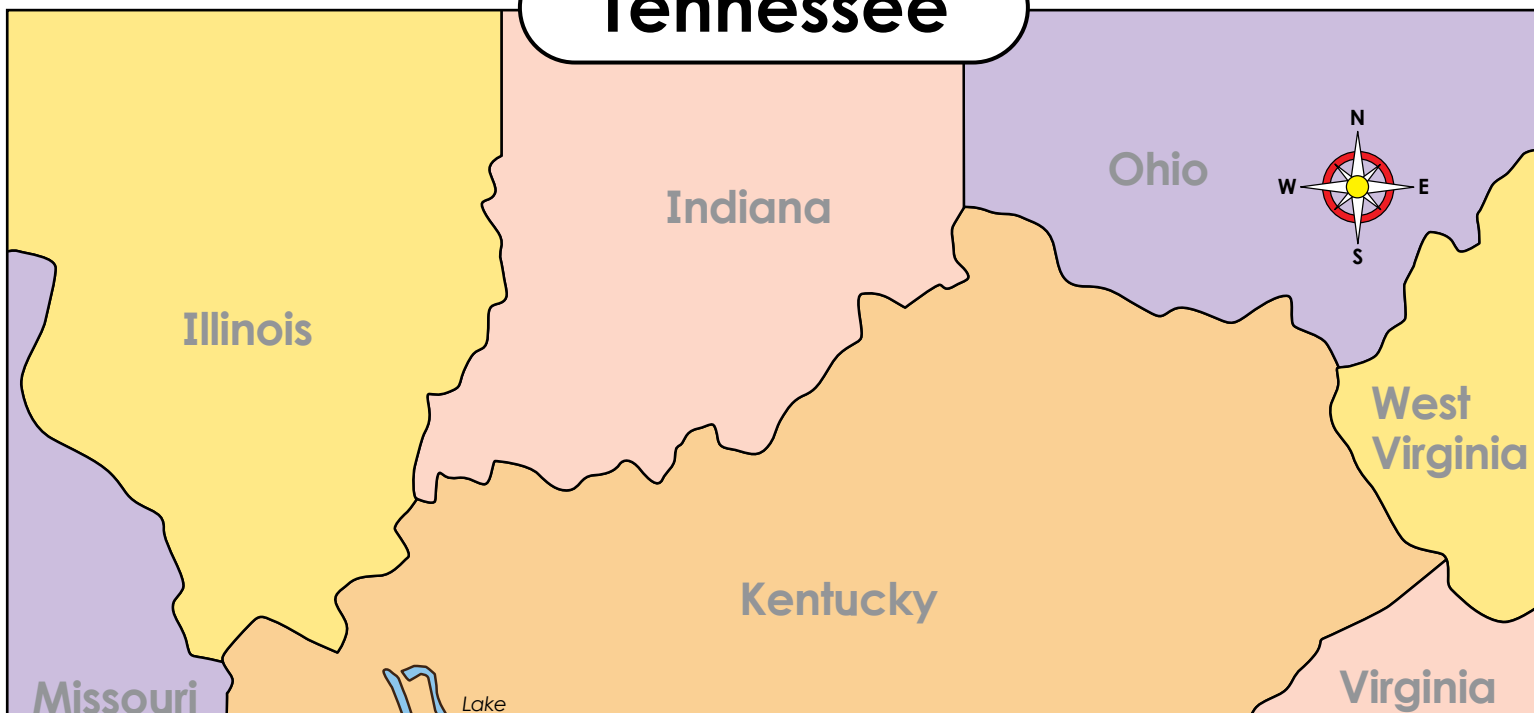 Tennessee
N
Ohio
W
E
Indiana
S
Illinois
West
Virginia
Kentucky
Missouri
Virginia
Lake